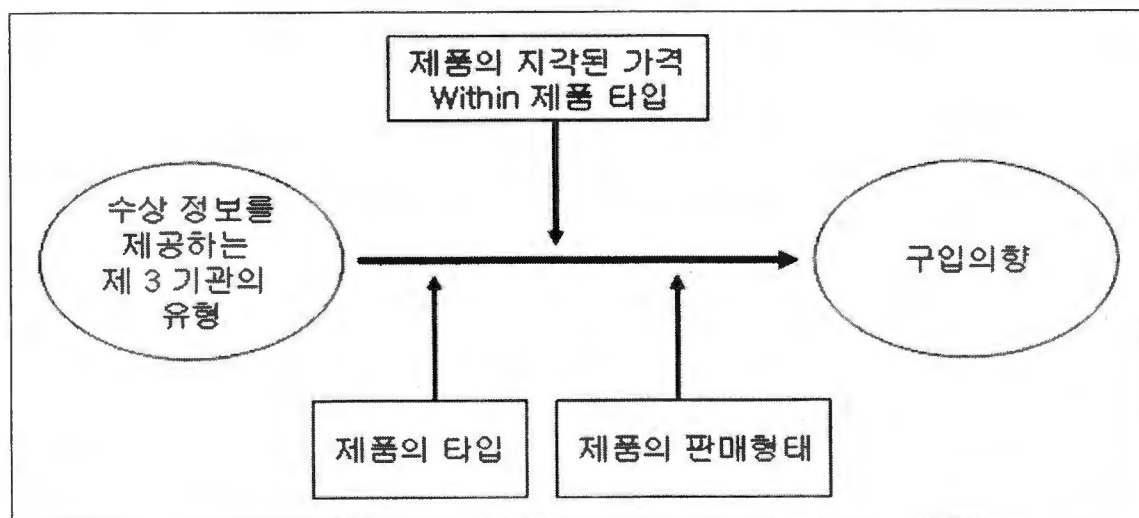 제품의 지각된 가격
Within 제품 타입
수상 정보를
제공하는
제 3 기관의
유형
구입의향
제품의 타입
제품의 판매형태